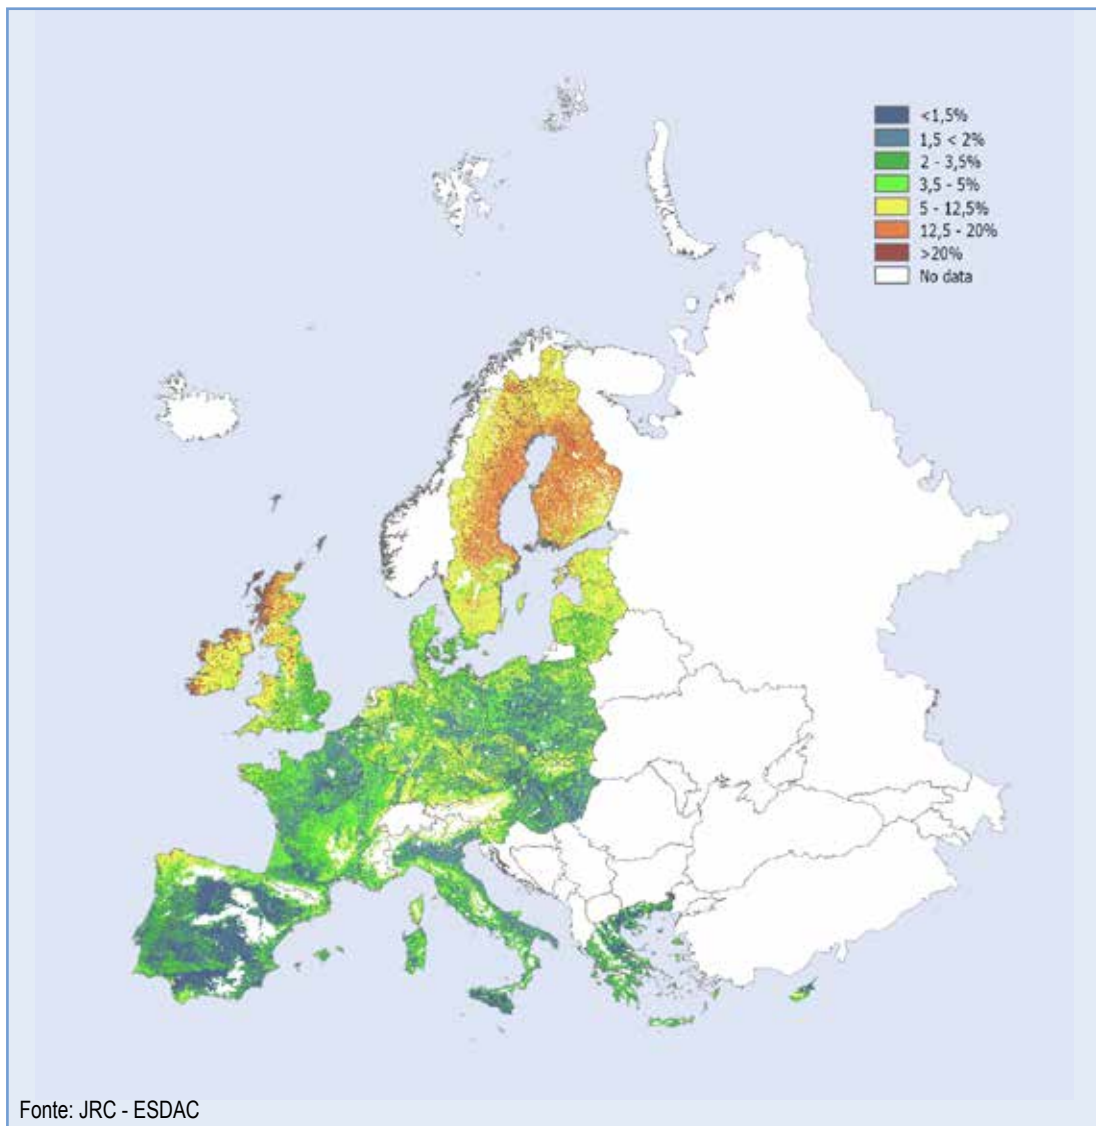 <1,5%
1,5 < 2%
2 - 3,5%
3,5 - 5%
5 - 12,5%
12,5 - 20%
>20%
No data
Fonte: JRC - ESDAC